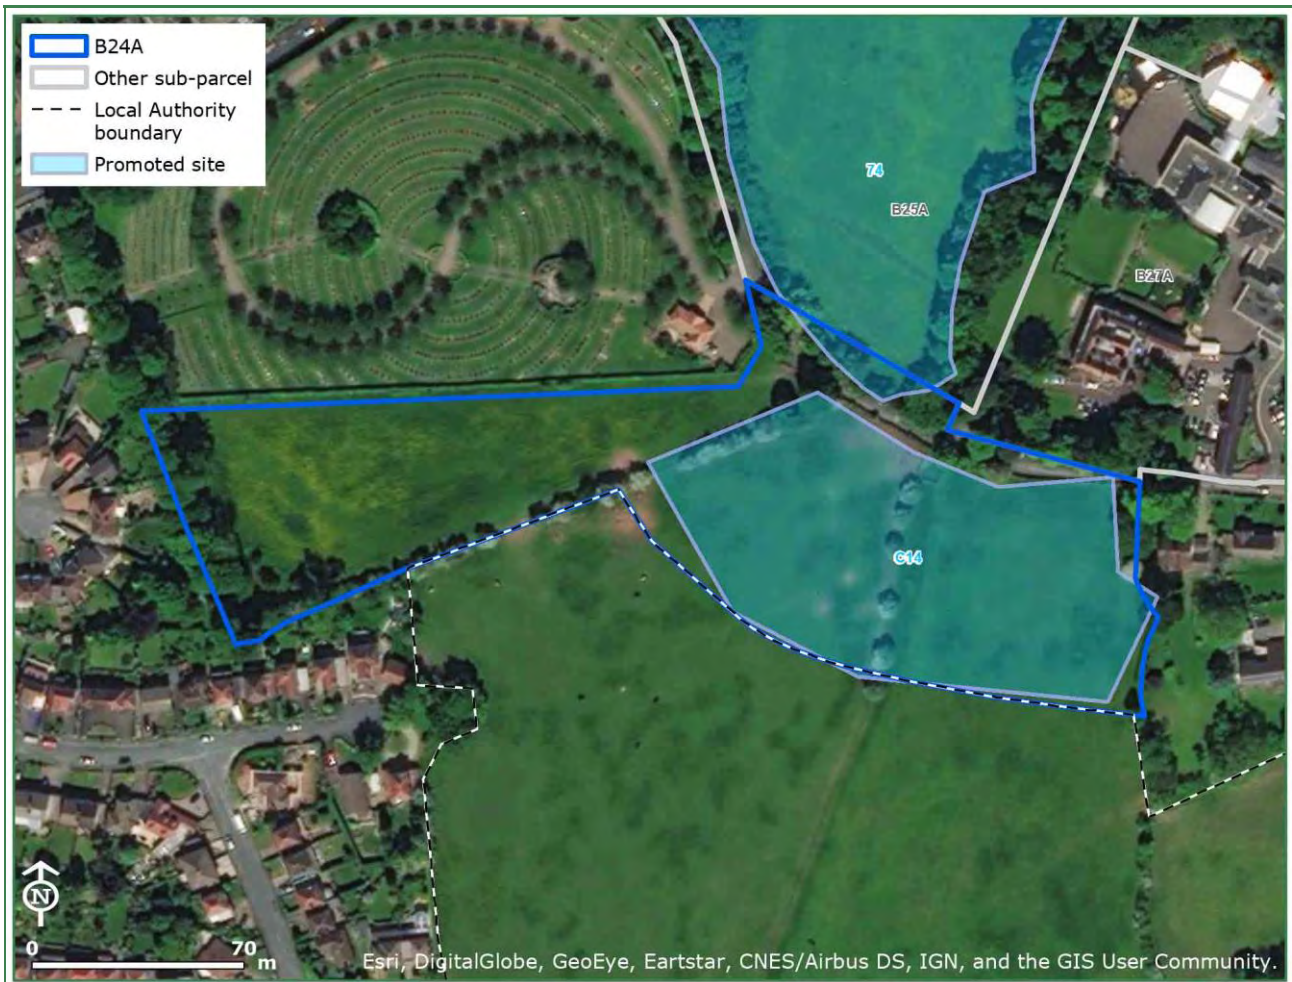 B24A
Other sub-parcel
Local Authority
boundary
Promoted site
74
B25A
B27A
C14
N
0 70
m
Esri, DigitalGlobe, GeoEye, Eartstar, CNES/Airbus DS, IGN, and the GIS User Community.